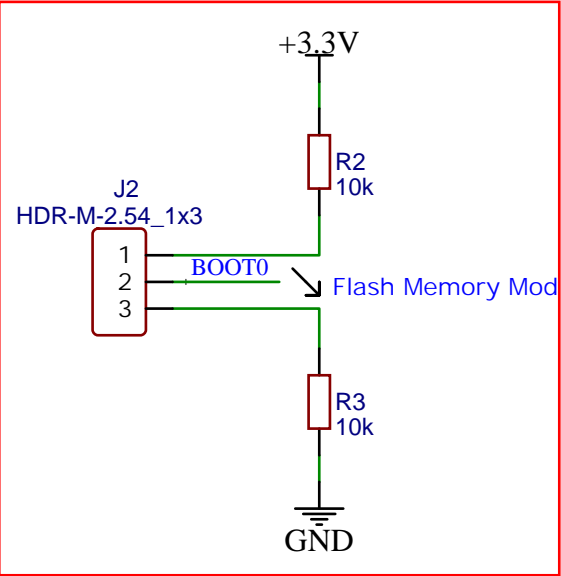 +3.3V
R2
10k
J2
HDR-M-2.54_1x3
1
BOOT0
2
Flash Memory Mod
3
R3
10k
GND